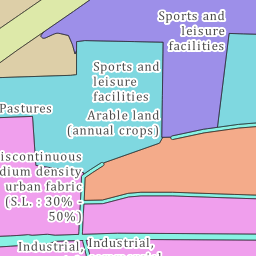 Sports and
leisure
facilities
Sports and
leisure
facilities
Pastures
Arable land
(annual crops)
iscontinuous
dium density
urban fabric
(S.L. : 30% -
50%)
Industrial,
Industrial,